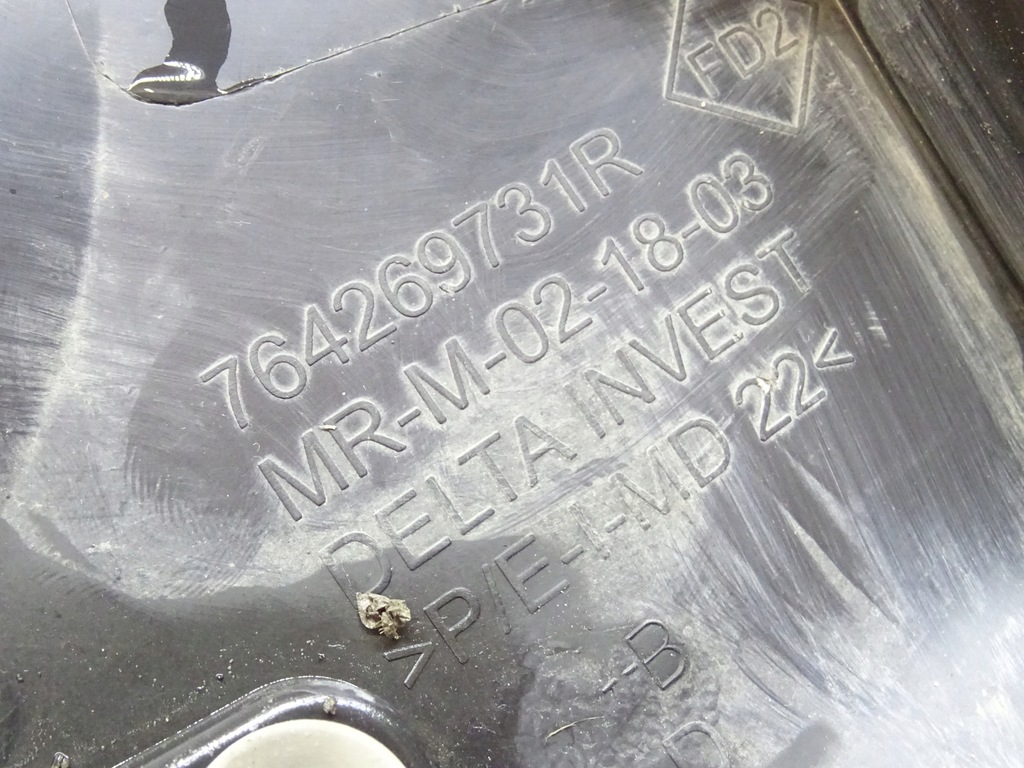 FD2
764269731R
MR-M-02-18-03
DELTA INVEST
>P/E-I-MD 22<
-B